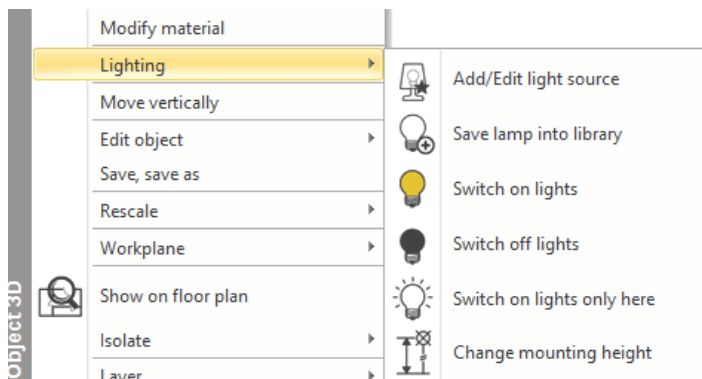 Modify material
Lighting
Move vertically
Edit object
Save, save as
Rescale
Workplane
Show on floor plan
Isolate
Layer
Object 3D
Add/Edit light source
Save lamp into library
Switch on lights
Switch off lights
Switch on lights only here
Change mounting height